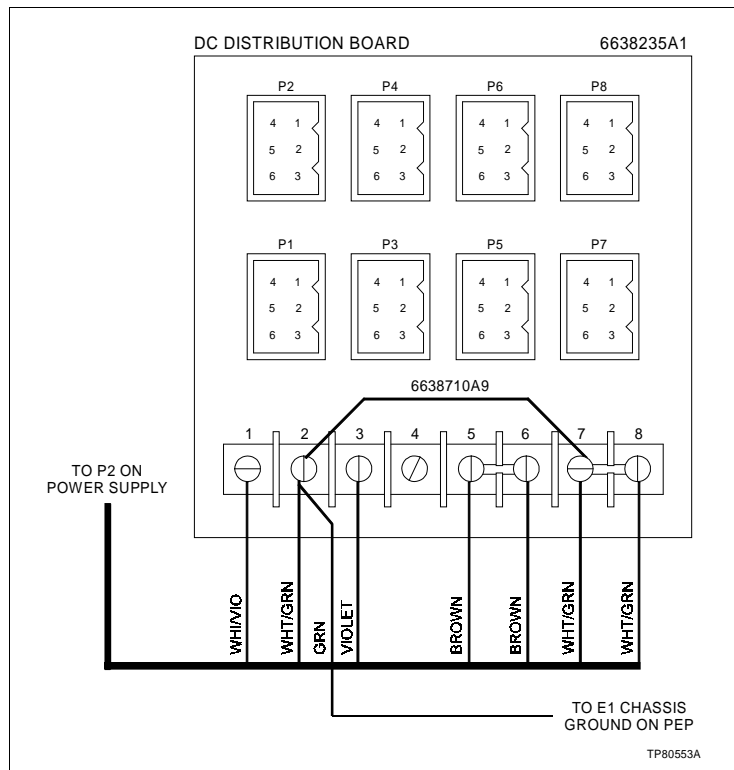 DC DISTRIBUTION BOARD 6638235A1
P2 P4 P6 P8
4 1 4 1 4 1 4 1
5 2 5 2 5 2 5 2
6 3 6 3 6 3 6 3
P1 P3 P5 P7
4 1 4 1 4 1 4 1
5 2 5 2 5 2 5 2
6 3 6 3 6 3 6 3
6638710A9
1 2 3 4 5 6 7 8
TO P2 ON
POWER SUPPLY
WHI/VIO
WHT/GRN
GRN
VIOLET
BROWN
BROWN
WHT/GRN
WHT/GRN
TO E1 CHASSIS
GROUND ON PEP
TP80553A